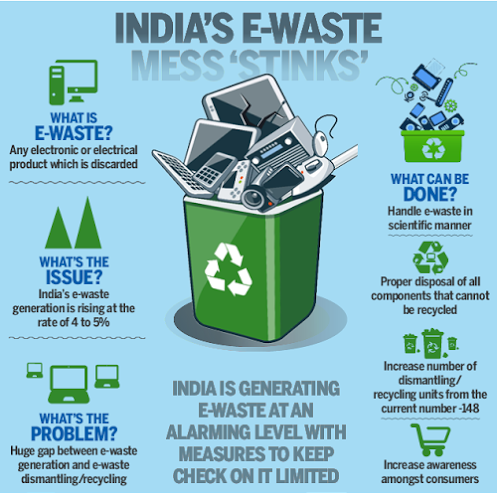 INDIA'S E-WASTE
MESS 'STINKS'
WHAT IS
E-WASTE?
Any electronic or electrical
product which is discarded
WHAT'S THE
ISSUE?
India's e-waste
generation is rising at the
rate of 4 to 5%
WHAT'S THE
PROBLEM?
Huge gap between e-waste
generation and e-waste
dismantling/recycling
INDIA IS GENERATING
E-WASTE AT AN
ALARMING LEVEL WITH
MEASURES TO KEEP
CHECK ON IT LIMITED
WHAT CAN BE
DONE?
Handle e-waste in
scientific manner
Proper disposal of all
components that cannot
be recycled
Increase number of
dismantling/
recycling units from the
current number -148
Increase awareness
amongst consumers